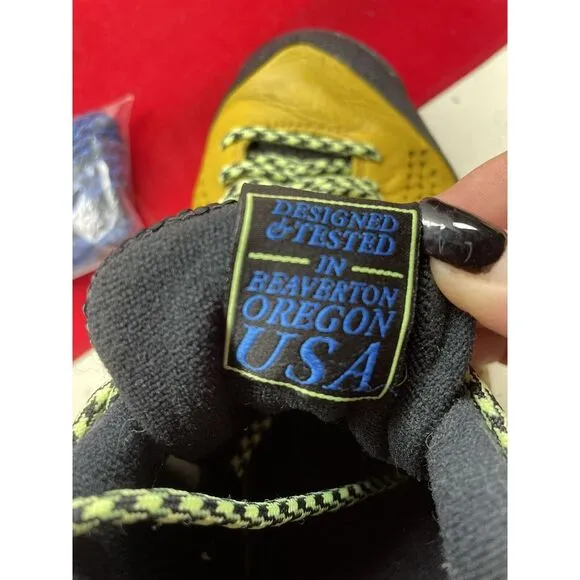 DESIGNED
& TESTED
IN
BEAVERTON
OREGON
USA